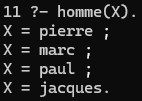 11 ?- homme(X).
X = pierre ;
X = marc ;
X = paul ;
X = jacques.